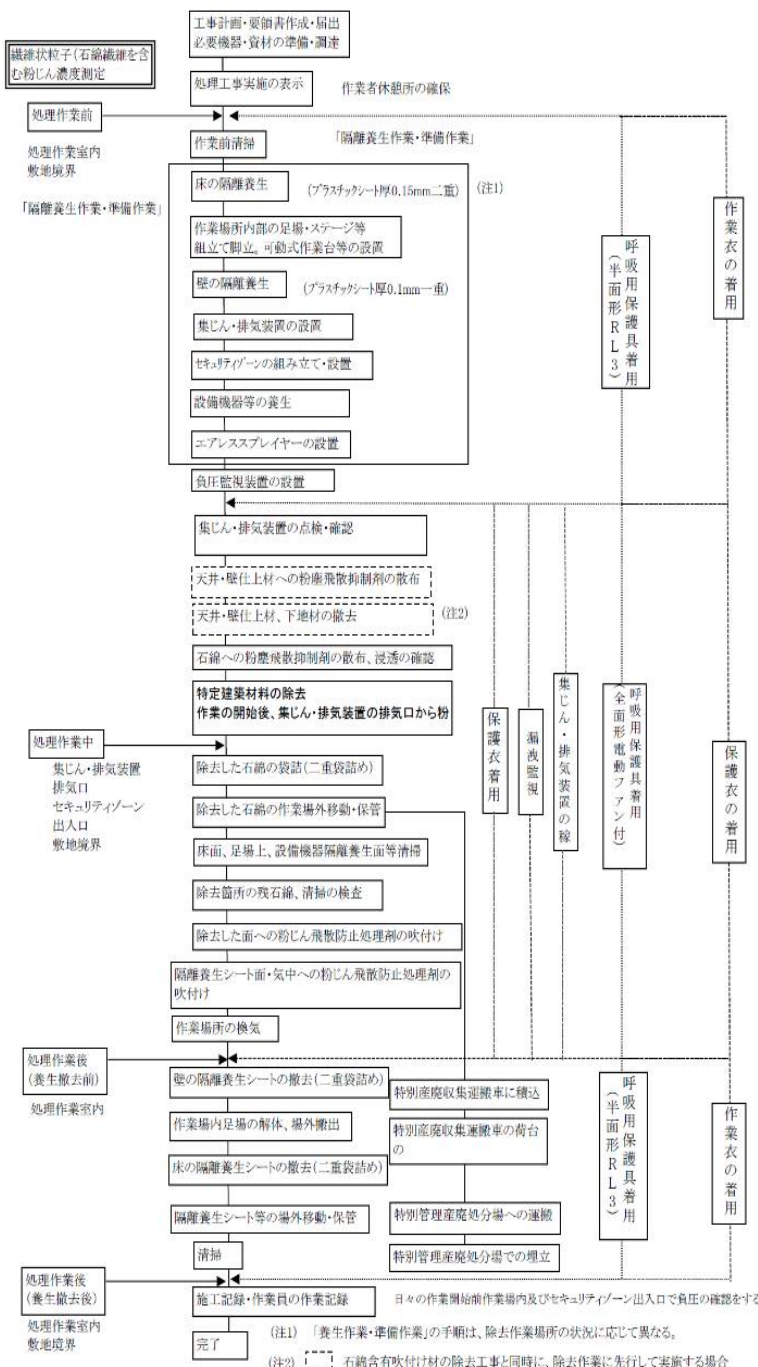 工事計画・要領書作成・届出
必要機器・資材の準備・調達
繊維状粒子(石綿繊維を含
む粉じん濃度測定
処理工事実施の表示
作業者休憩所の確保
処理作業前
処理作業室内
敷地境界
作業前清掃
「隔離養生作業・準備作業」
「隔離養生作業・準備作業」
床の隔離養生
(プラスチックシート厚0.15mm二重)
(注1)
作業場所内部の足場・ステージ等
組立て脚立。可動式作業台等の設置
壁の隔離養生
(プラスチックシート厚0.1mm一重)
集じん・排気装置の設置
セキュリティゾーンの組み立て・設置
設備機器等の養生
エアレススプレイヤーの設置
負圧監視装置の設置
呼吸用保護具着用
(半面形RL3)
作業衣の着用
集じん・排気装置の点検・確認
天井・壁仕上材への粉塵飛散抑制剤の散布
天井・壁仕上材、下地材の撤去
(注2)
石綿への粉塵飛散抑制剤の散布、浸透の確認
特定建築材料の除去
作業の開始後、集じん・排気装置の排気口から粉
処理作業中
集じん・排気装置
排気口
セキュリティゾーン
出入口
敷地境界
除去した石綿の袋詰(二重袋詰め)
除去した石綿の作業場外移動・保管
床面、足場上、設備機器隔離養生面等清掃
除去箇所の残石綿、清掃の検査
除去した面への粉じん飛散防止処理剤の吹付け
隔離養生シート面・気中への粉じん飛散防止処理剤の
吹付け
作業場所の換気
保護衣着用
漏洩監視
集じん・排気装置の稼
呼吸用保護具着用
(全面形電動ファン付)
保護衣の着用
処理作業後
(養生撤去前)
処理作業室内
壁の隔離養生シートの撤去(二重袋詰め)
作業場内足場の解体、場外搬出
床の隔離養生シートの撤去(二重袋詰め)
隔離養生シート等の場外移動・保管
清掃
特別産廃収集運搬車に積込
特別産廃収集運搬車の荷台
の
特別管理産廃処分場への運搬
特別管理産廃処分場での埋立
呼吸用保護具着用
(半面形RL3)
作業衣の着用
処理作業後
(養生撤去後)
処理作業室内
敷地境界
施工記録・作業員の作業記録
日々の作業開始前作業場内及びセキュリティゾーン出入口で負圧の確認をする
完了
(注1) 「養生作業・準備作業」の手順は、除去作業場所の状況に応じて異なる。
(注2) 石綿含有吹付け材の除去工事と同時に、除去作業に先行して実施する場合